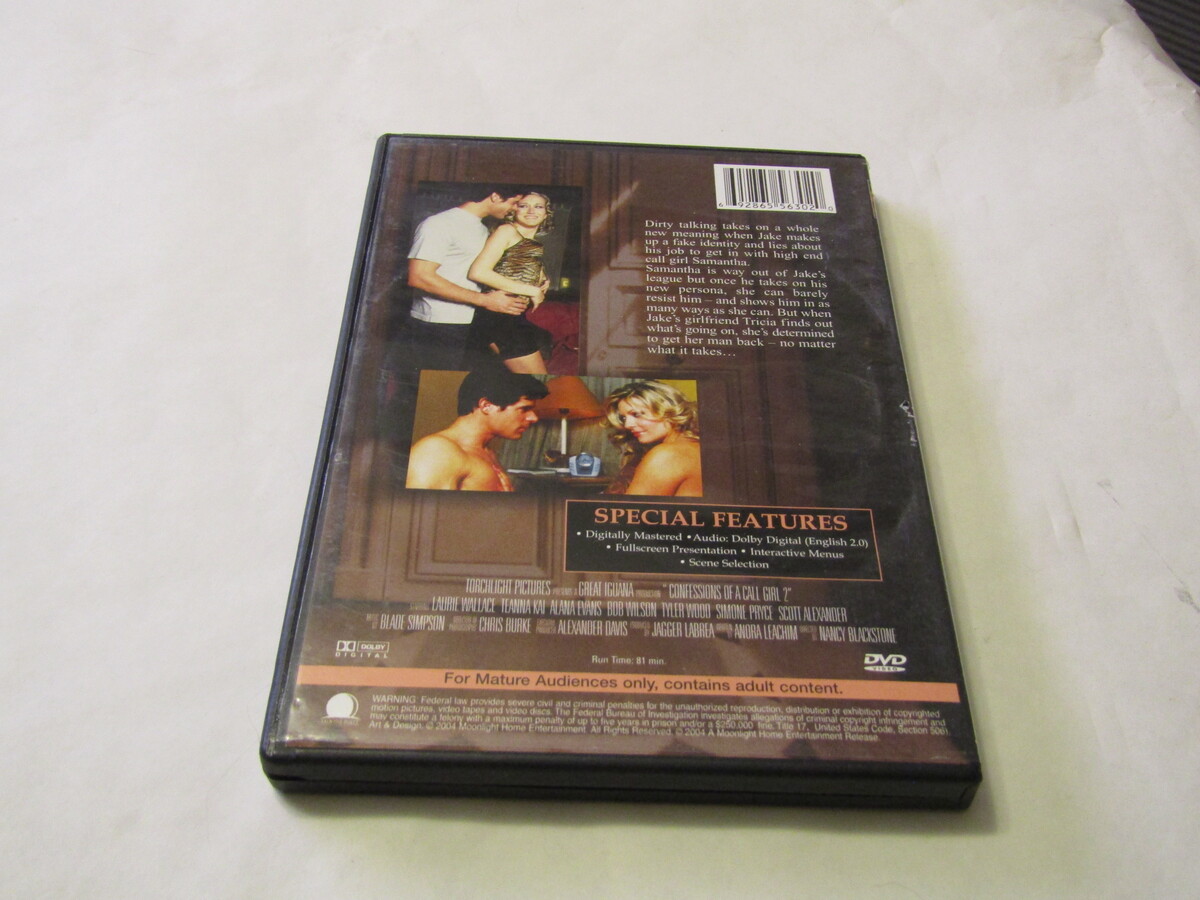 6 92865 56302 0
Dirty talking takes on a whole
new meaning when Jake makes
up a fake identity and lies about
his job to get in with high end
call girl Samantha.
Samantha is way out of Jake's
league but once he takes on his
new persona, she can barely
resist him – and shows him in as
many ways as she can. But when
Jake's girlfriend Tricia finds out
what's going on, she's determined
to get her man back – no matter
what it takes...
SPECIAL FEATURES
• Digitally Mastered • Audio: Dolby Digital (English 2.0)
• Fullscreen Presentation • Interactive Menus
• Scene Selection
TORCHLIGHT PICTURES GREAT IGUANA "CONFESSIONS OF A CALL GIRL 2"
LAURIE WALLACE TEANNA KAI ALANA EVANS BOB WILSON TYLER WOOD SIMONE PRYCE SCOTT ALEXANDER
BLADE SIMPSON CHRIS BURKE ALEXANDER DAVIS JAGGER LABREA ANDRA LEACHIM NANCY BLACKSTONE
DOLBY
DIGITAL
Run Time: 81 min.
DVD
VIDEO
For Mature Audiences only, contains adult content.
WARNING: Federal law provides severe civil and criminal penalties for the unauthorized reproduction, distribution or exhibition of copyrighted
motion pictures, video tapes and video discs. The Federal Bureau of Investigation investigates allegations of criminal copyright infringement and
may constitute a felony with a maximum penalty of up to five years in prison and/or a $250,000 fine, Title 17, United States Code, Section 506).
Art & Design: © 2004 Moonlight Home Entertainment. All Rights Reserved. © 2004 A Moonlight Home Entertainment Release.